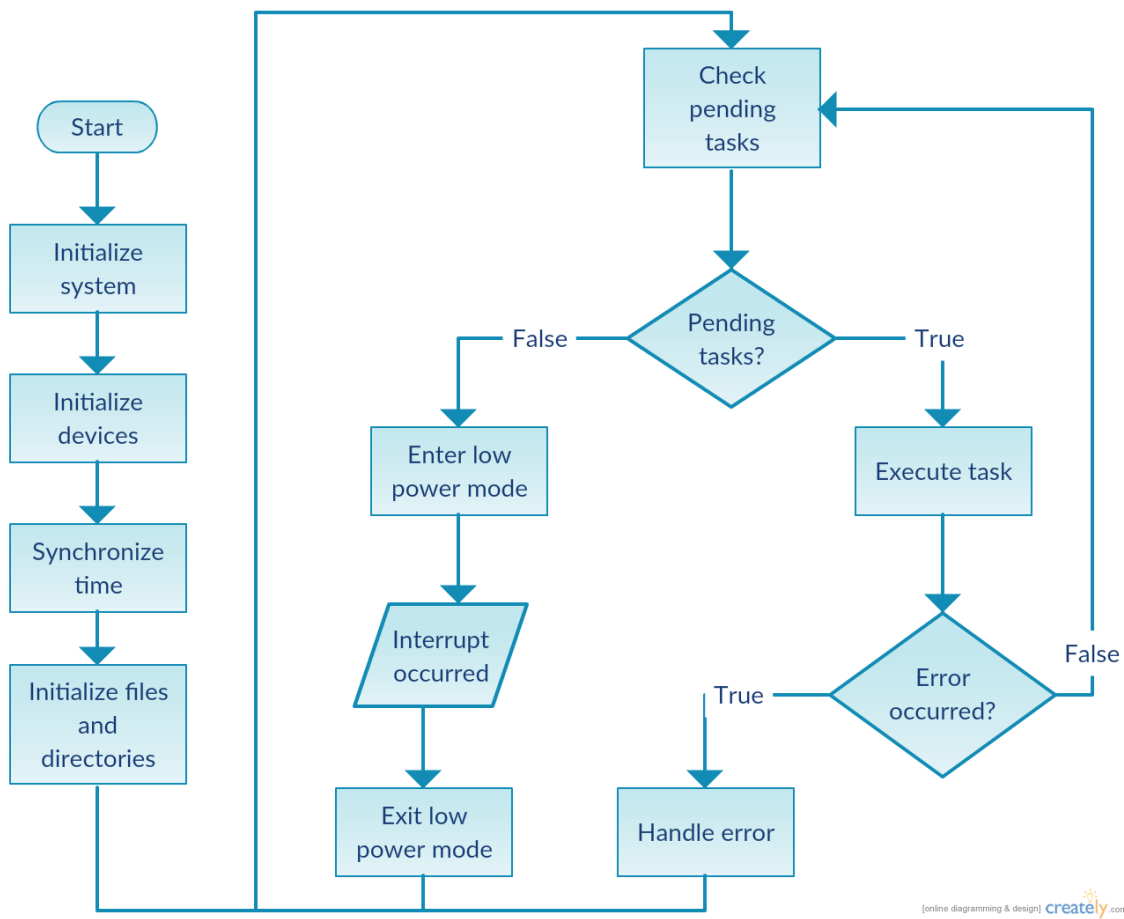 Start
Initialize
system
Initialize
devices
Synchronize
time
Initialize files
and
directories
Check
pending
tasks
Pending
tasks?
False
True
Enter low
power mode
Execute task
Interrupt
occurred
Error
occurred?
False
True
Exit low
power mode
Handle error
[online diagramming & design] creately.com